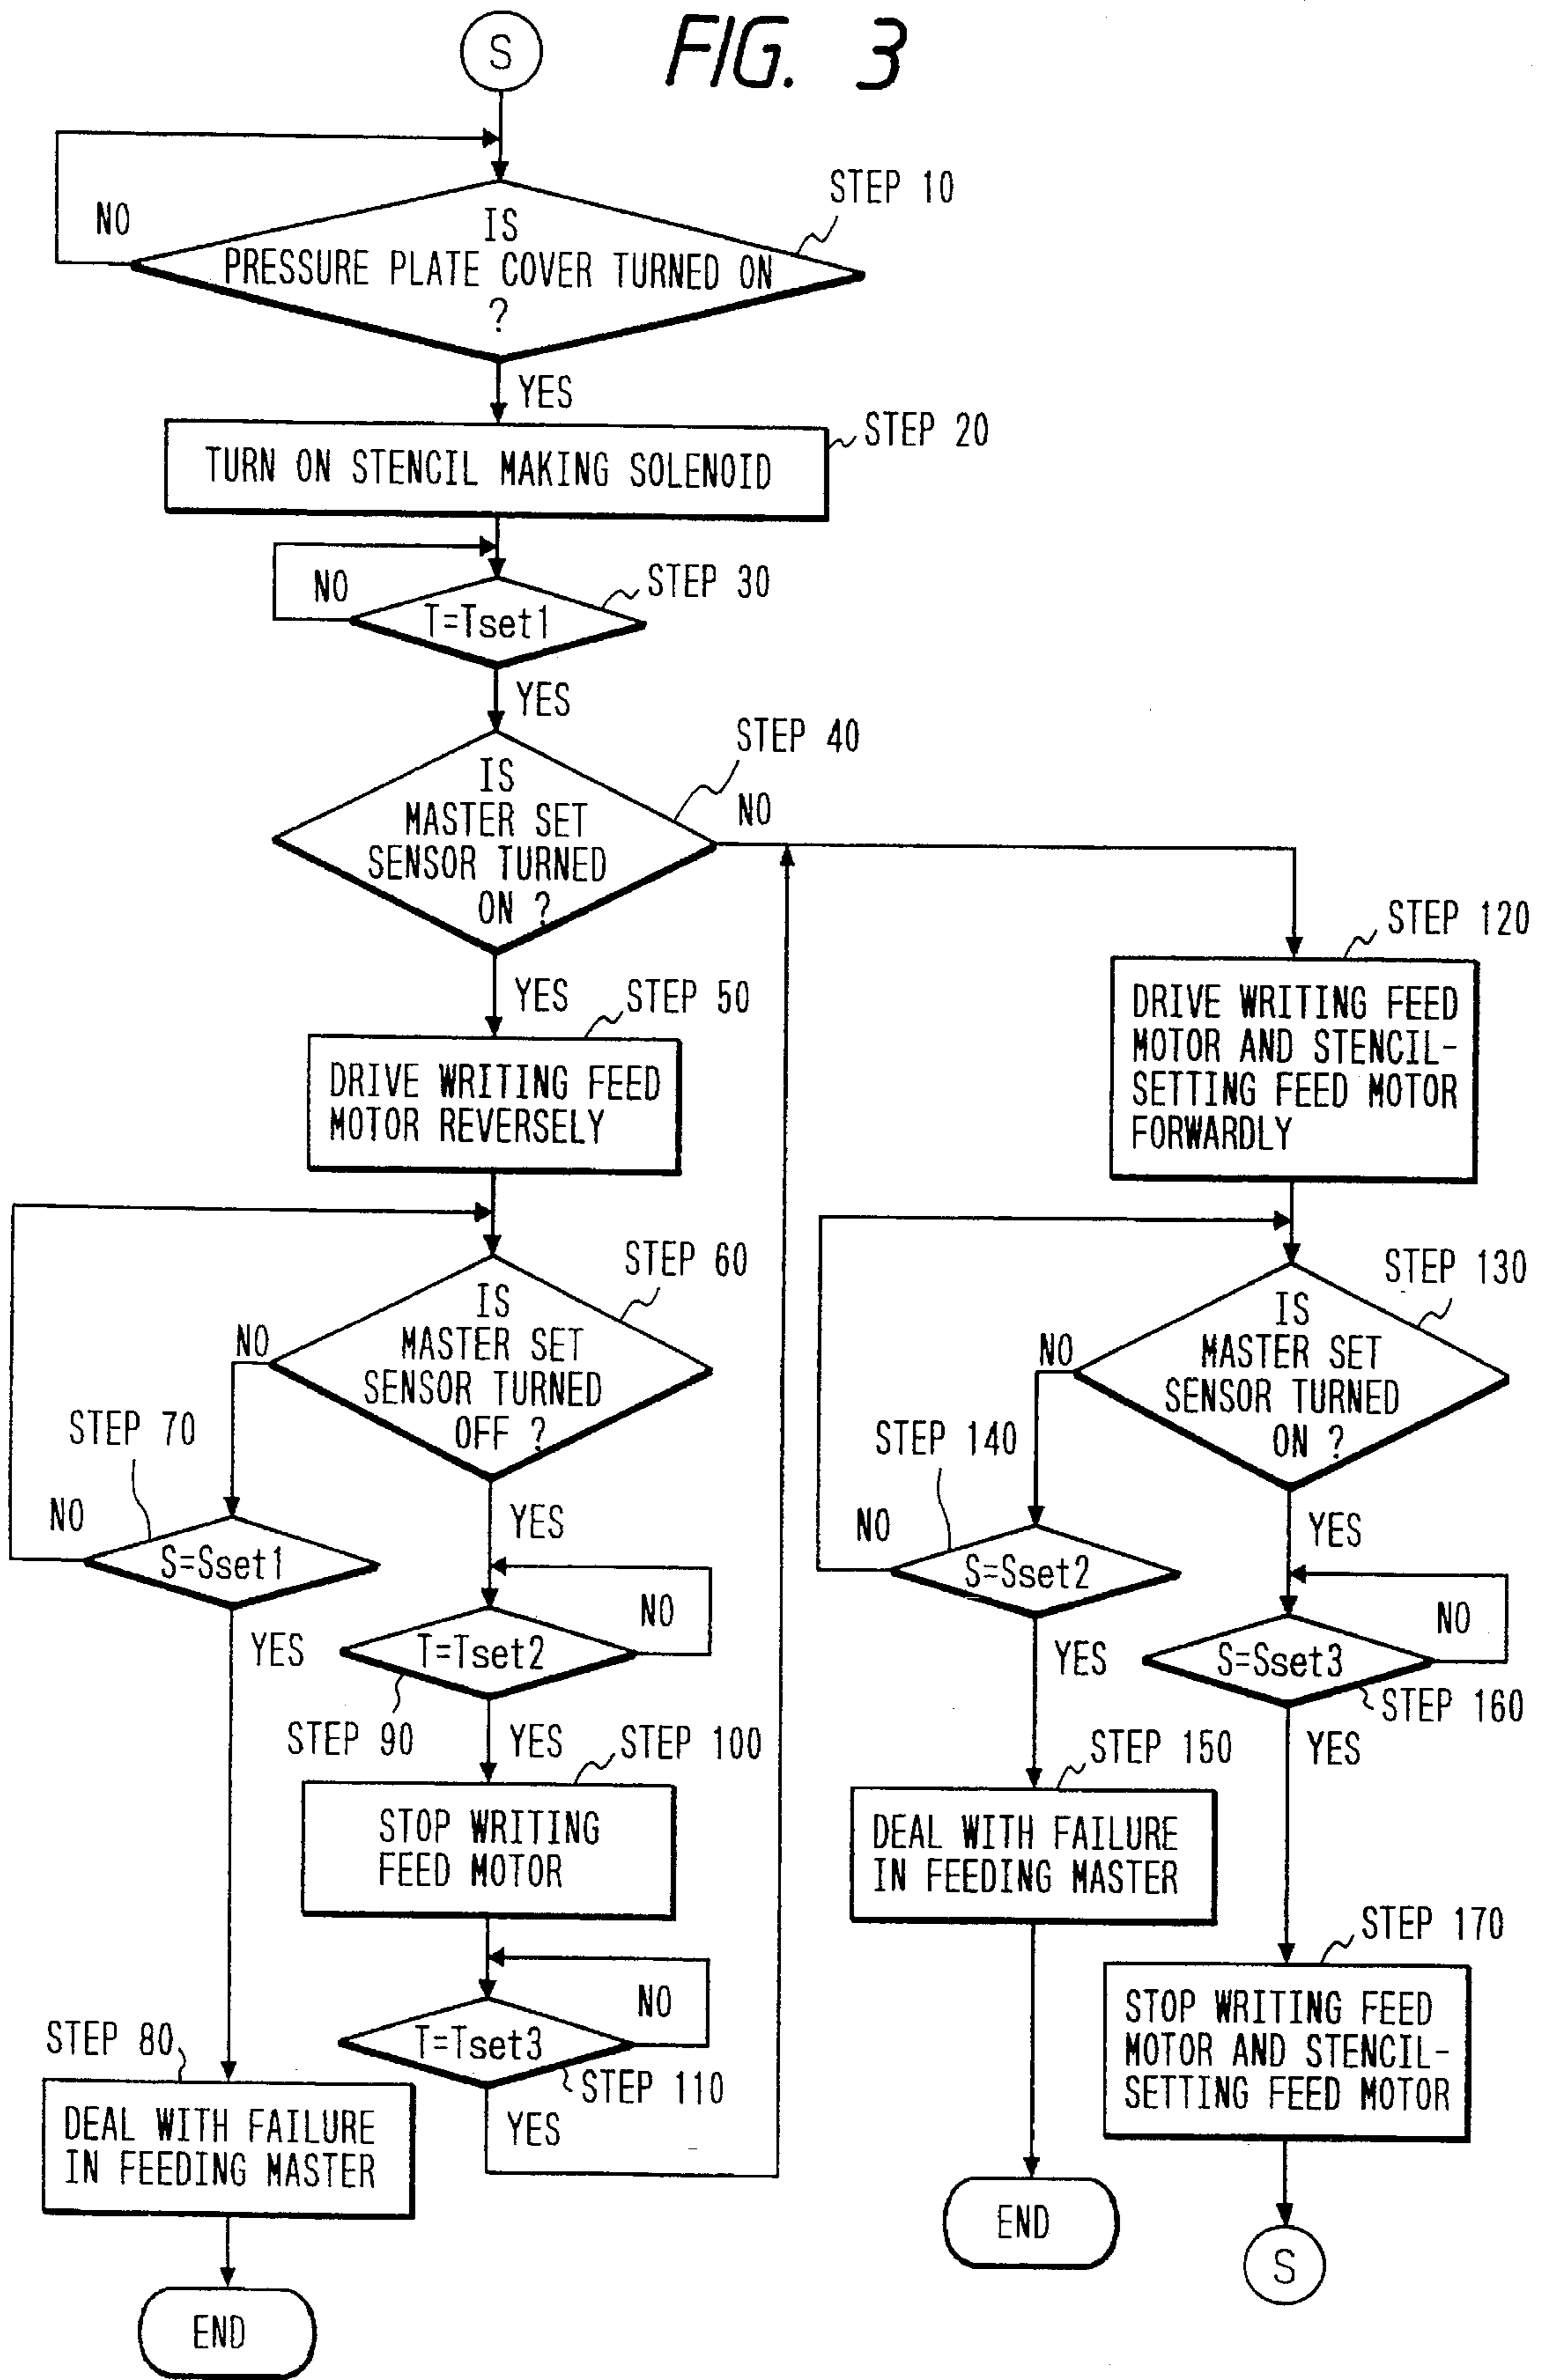 FIG. 3
S
STEP 10
NO
IS
PRESSURE PLATE COVER TURNED ON
?
YES
STEP 20
TURN ON STENCIL MAKING SOLENOID
NO
STEP 30
T=Tset1
YES
STEP 40
IS
MASTER SET
SENSOR TURNED
ON ?
NO
YES
STEP 50
DRIVE WRITING FEED
MOTOR REVERSELY
STEP 60
IS
MASTER SET
SENSOR TURNED
OFF ?
NO
STEP 70
NO
S=Sset1
YES
YES
NO
T=Tset2
STEP 90
YES
STEP 100
STOP WRITING
FEED MOTOR
NO
T=Tset3
STEP 110
YES
STEP 80
DEAL WITH FAILURE
IN FEEDING MASTER
END
STEP 120
DRIVE WRITING FEED
MOTOR AND STENCIL-
SETTING FEED MOTOR
FORWARDLY
STEP 130
IS
MASTER SET
SENSOR TURNED
ON ?
NO
STEP 140
NO
S=Sset2
YES
YES
NO
S=Sset3
STEP 160
YES
STEP 150
DEAL WITH FAILURE
IN FEEDING MASTER
END
STEP 170
STOP WRITING FEED
MOTOR AND STENCIL-
SETTING FEED MOTOR
S